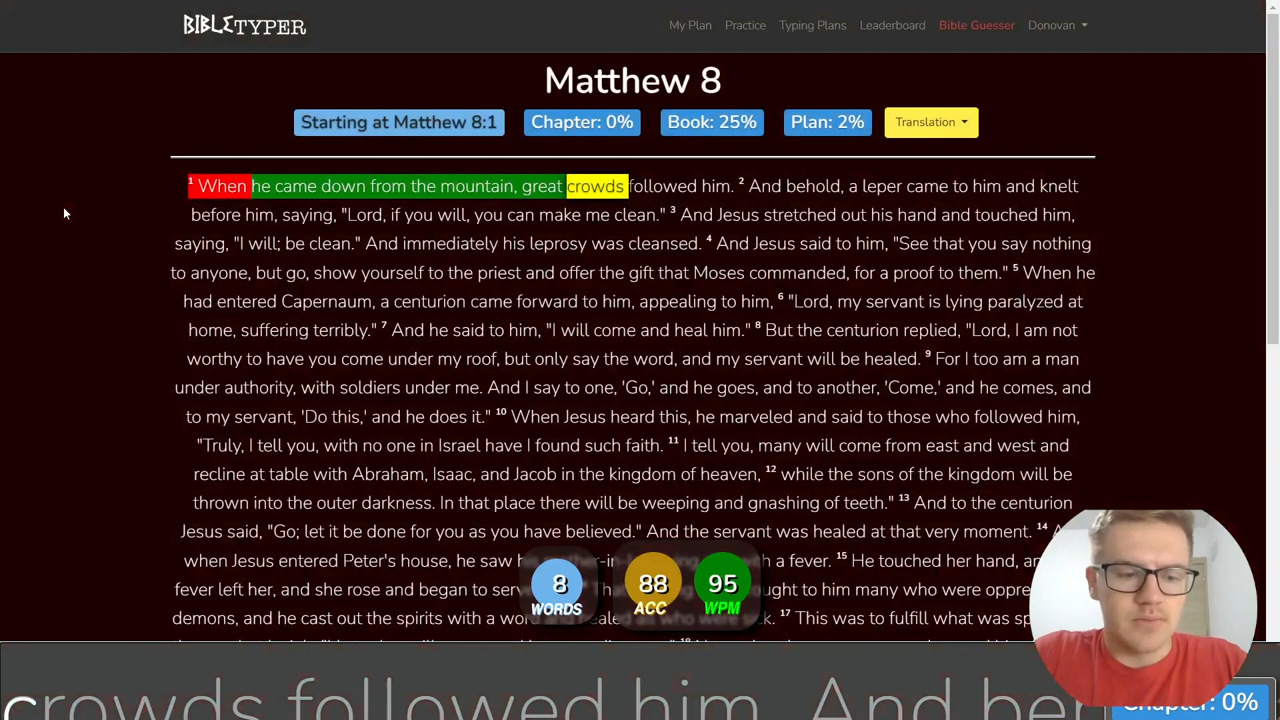 BIBLETYPER
My Plan Practice Typing Plans Leaderboard Bible Guesser Donovan
Matthew 8
Starting at Matthew 8:1 Chapter: 0% Book: 25% Plan: 2% Translation
1 When he came down from the mountain, great crowds followed him. 2 And behold, a leper came to him and knelt
before him, saying, "Lord, if you will, you can make me clean." 3 And Jesus stretched out his hand and touched him,
saying, "I will; be clean." And immediately his leprosy was cleansed. 4 And Jesus said to him, "See that you say nothing
to anyone, but go, show yourself to the priest and offer the gift that Moses commanded, for a proof to them." 5 When he
had entered Capernaum, a centurion came forward to him, appealing to him, 6 "Lord, my servant is lying paralyzed at
home, suffering terribly." 7 And he said to him, "I will come and heal him." 8 But the centurion replied, "Lord, I am not
worthy to have you come under my roof, but only say the word, and my servant will be healed. 9 For I too am a man
under authority, with soldiers under me. And I say to one, 'Go,' and he goes, and to another, 'Come,' and he comes, and
to my servant, 'Do this,' and he does it." 10 When Jesus heard this, he marveled and said to those who followed him,
"Truly, I tell you, with no one in Israel have I found such faith. 11 I tell you, many will come from east and west and
recline at table with Abraham, Isaac, and Jacob in the kingdom of heaven, 12 while the sons of the kingdom will be
thrown into the outer darkness. In that place there will be weeping and gnashing of teeth." 13 And to the centurion
Jesus said, "Go; let it be done for you as you have believed." And the servant was healed at that very moment. 14
when Jesus entered Peter's house, he saw a fever. 15 He touched her hand,
fever left her, and she rose and began to many who were
demons, and he cast out the spirits with a was sick. 17 This was to fulfill what was
8 WORDS 88 ACC 95 WPM
crowds followed him. And be Chapter: 0%